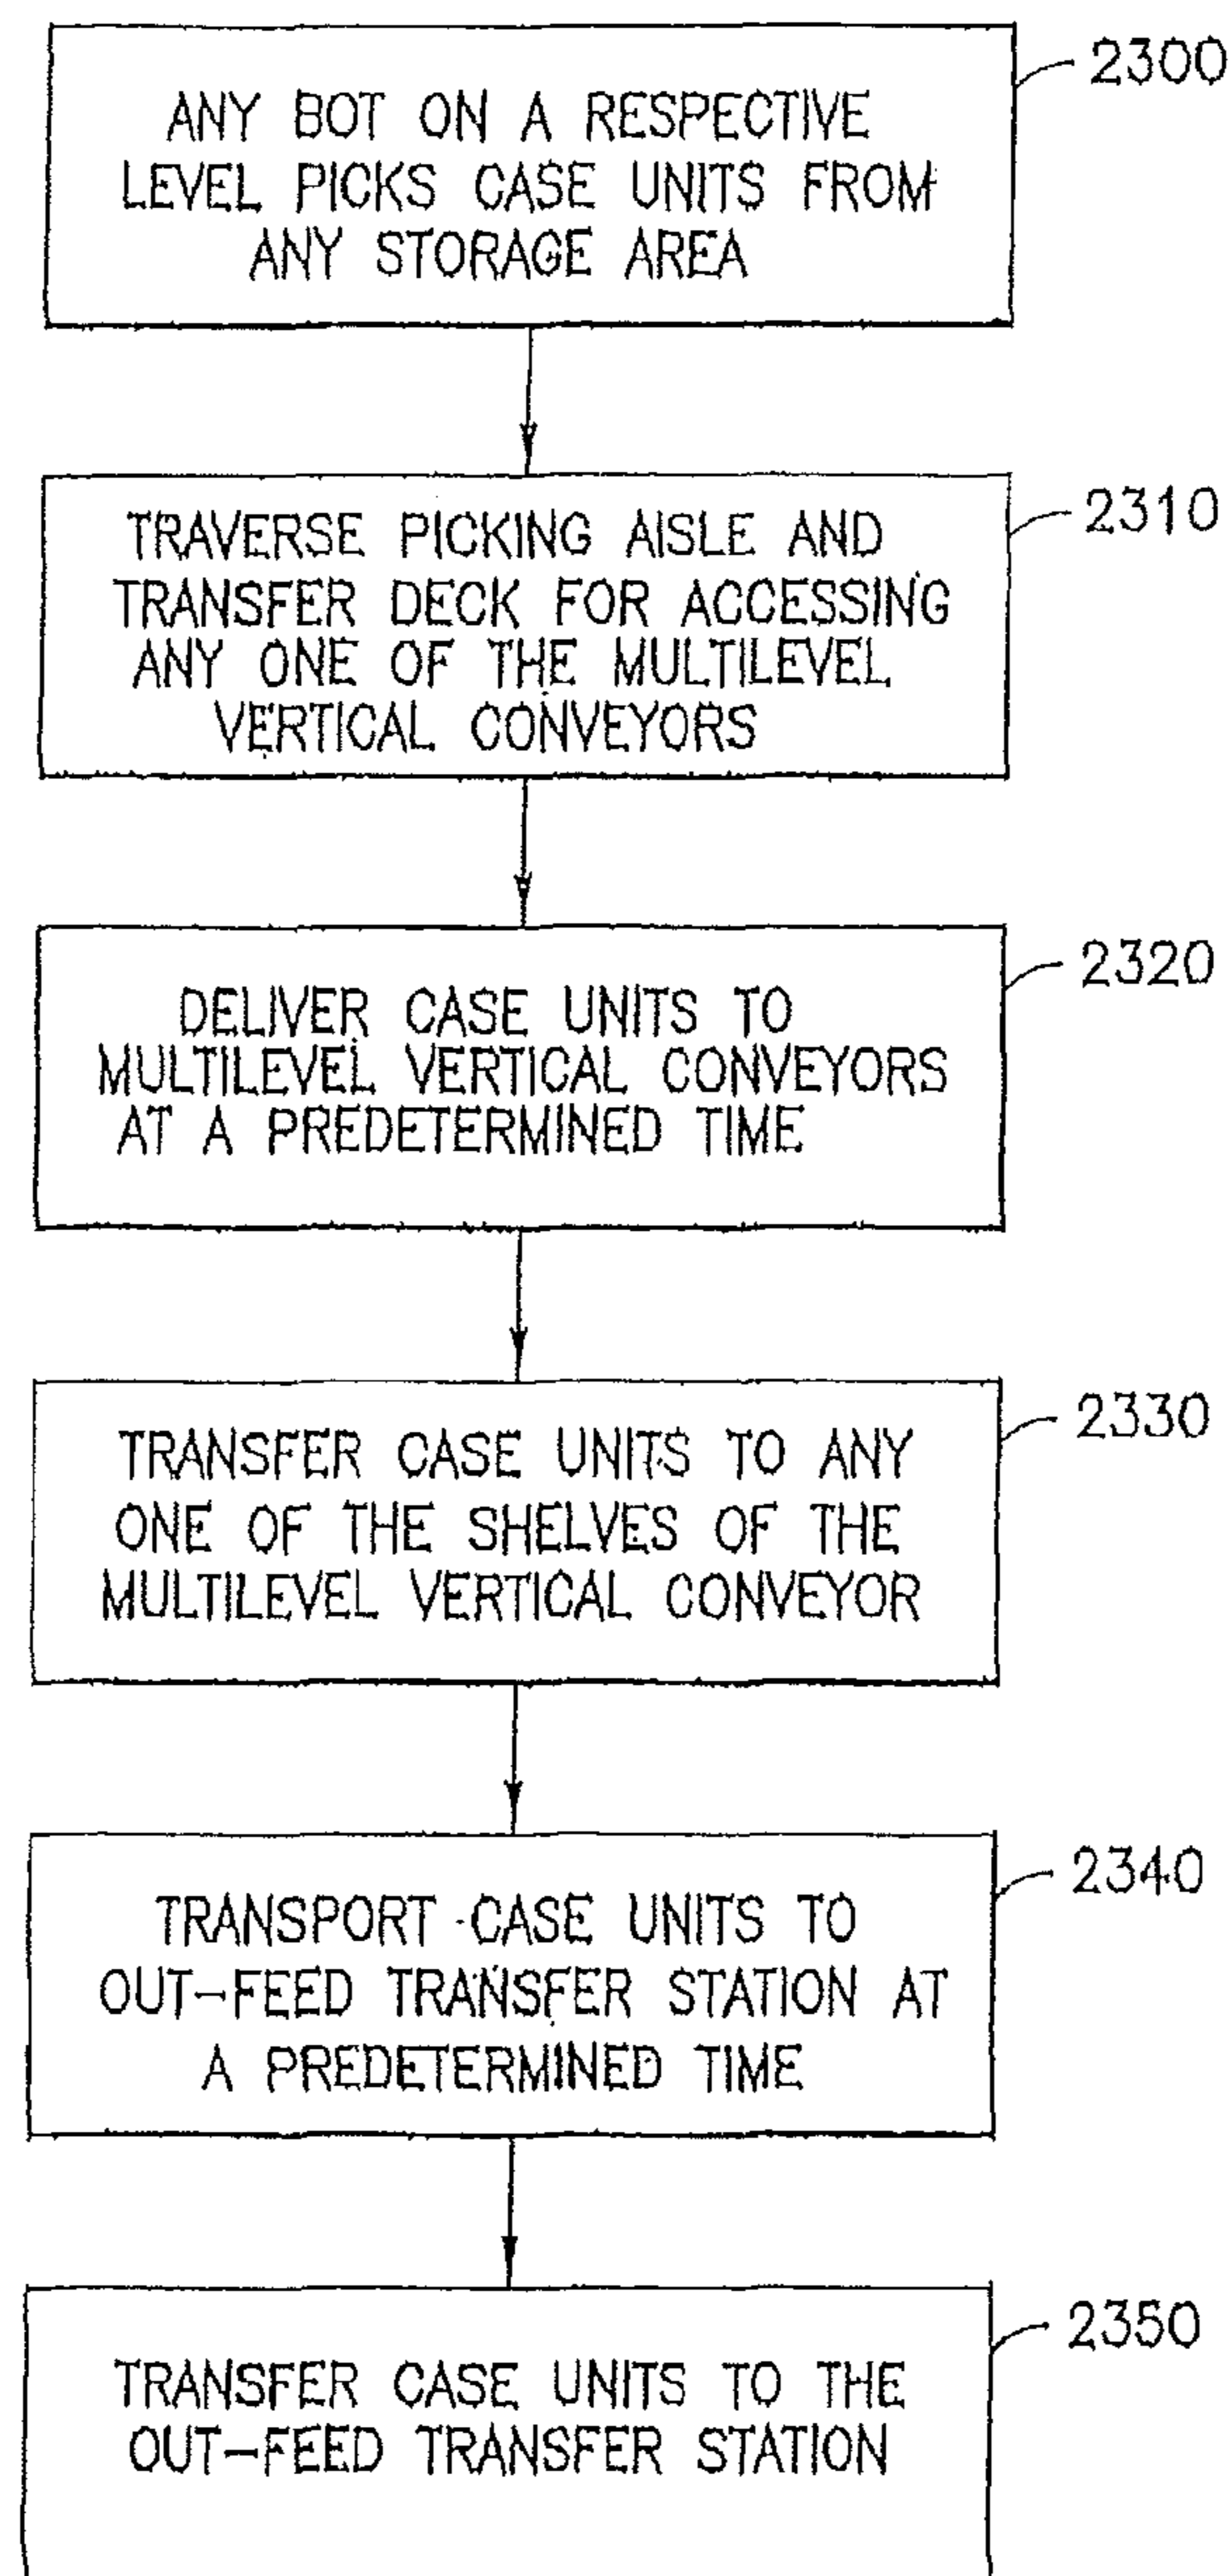 ANY BOT ON A RESPECTIVE
LEVEL PICKS CASE UNITS FROM
ANY STORAGE AREA
2300
TRAVERSE PICKING AISLE AND
TRANSFER DECK FOR ACCESSING
ANY ONE OF THE MULTILEVEL
VERTICAL CONVEYORS
2310
DELIVER CASE UNITS TO
MULTILEVEL VERTICAL CONVEYORS
AT A PREDETERMINED TIME
2320
TRANSFER CASE UNITS TO ANY
ONE OF THE SHELVES OF THE
MULTILEVEL VERTICAL CONVEYOR
2330
TRANSPORT CASE UNITS TO
OUT-FEED TRANSFER STATION AT
A PREDETERMINED TIME
2340
TRANSFER CASE UNITS TO THE
OUT-FEED TRANSFER STATION
2350